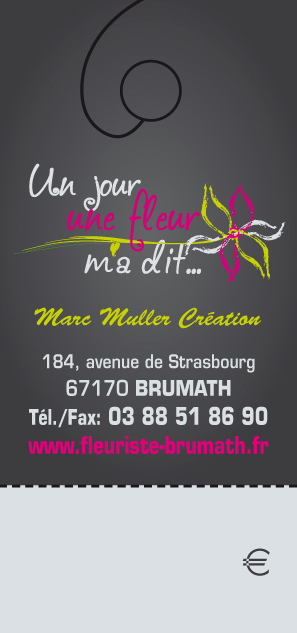 Un jour
une fleur
m'a dit...
Marc Muller Création
184, avenue de Strasbourg
67170 BRUMATH
Tél./Fax: 03 88 51 86 90
www.fleuriste-brumath.fr
€